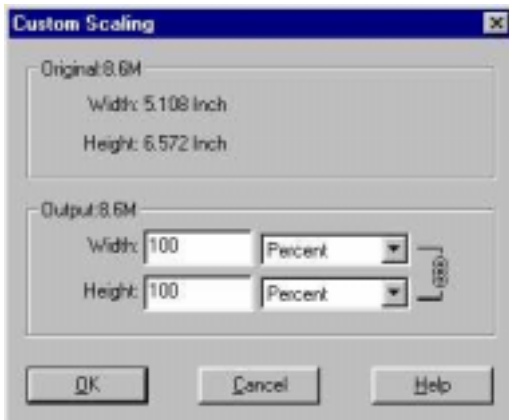 Custom Scaling
Original:8.6M
Width: 5.108 Inch
Height: 6.572 Inch
Output:8.6M
Width: 100 Percent
Height: 100 Percent
OK Cancel Help